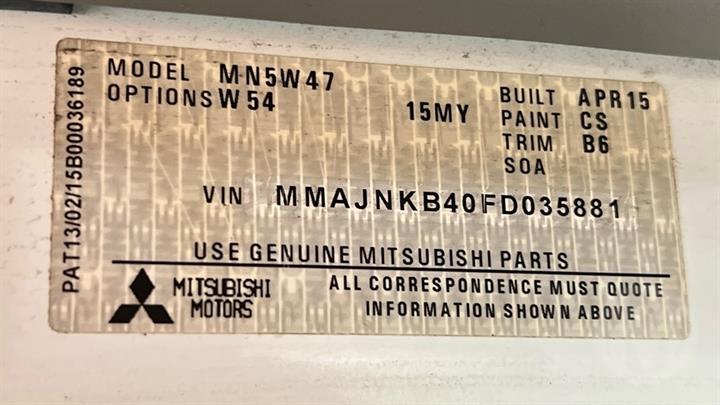 MODEL MN5W47
OPTIONS W54
15MY
BUILT APR15
PAINT CS
TRIM B6
SOA
VIN MMAJNKB40FD035881
USE GENUINE MITSUBISHI PARTS
MITSUBISHI
MOTORS
ALL CORRESPONDENCE MUST QUOTE
INFORMATION SHOWN ABOVE
PAT13/02/15B00036189